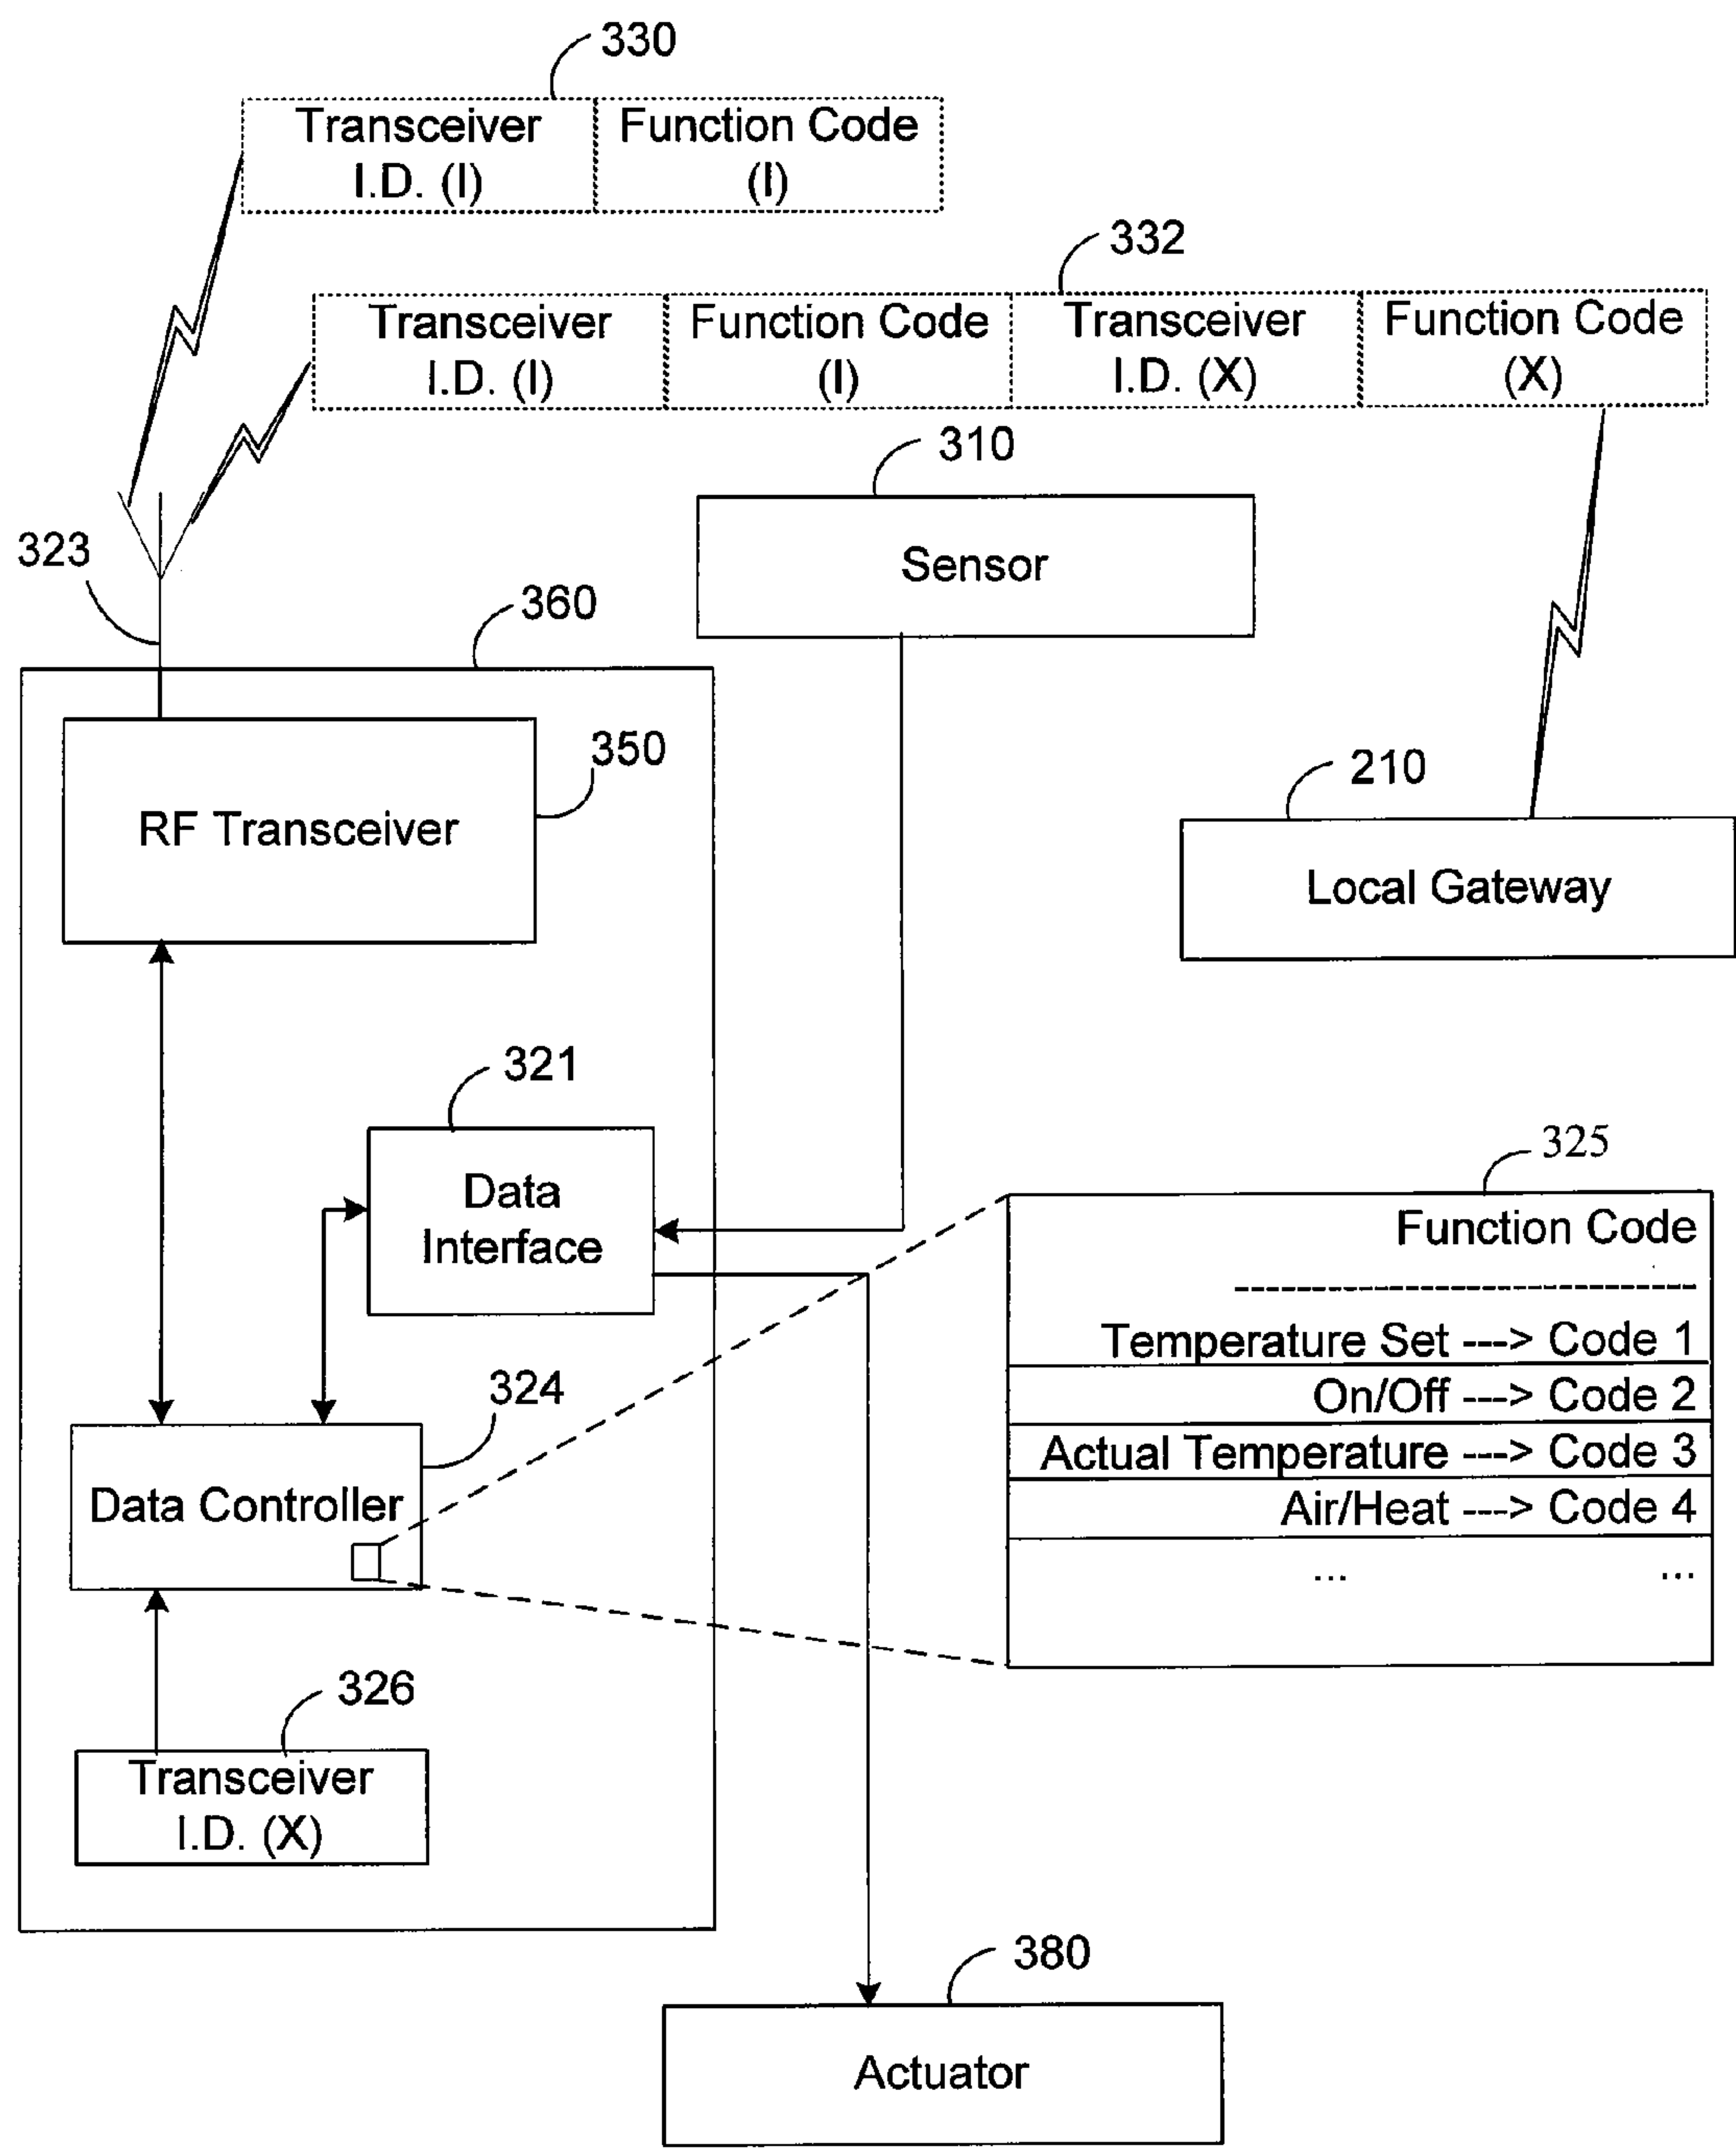 330
Transceiver
I.D. (I)
Function Code
(I)
332
Transceiver
I.D. (I)
Function Code
(I)
Transceiver
I.D. (X)
Function Code
(X)
310
Sensor
323
360
350
RF Transceiver
210
Local Gateway
321
Data
Interface
325
Function Code
Temperature Set ---> Code 1
On/Off ---> Code 2
Actual Temperature ---> Code 3
Air/Heat ---> Code 4
... ...
324
Data Controller
326
Transceiver
I.D. (X)
380
Actuator